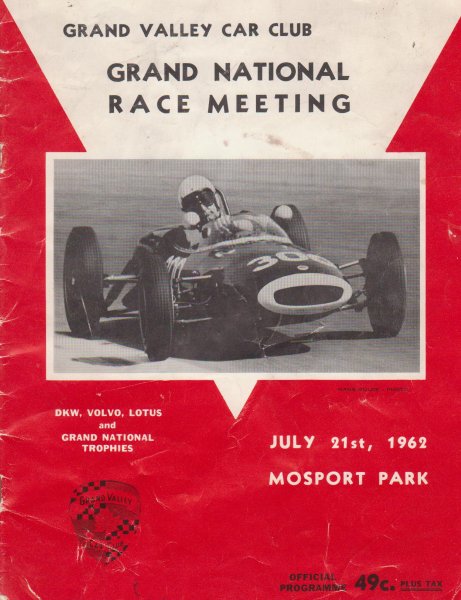 GRAND VALLEY CAR CLUB
GRAND NATIONAL
RACE MEETING
30
DKW, VOLVO, LOTUS
and
GRAND NATIONAL
TROPHIES
JULY 21st, 1962
MOSPORT PARK
GRAND VALLEY
OFFICIAL
PROGRAMME 49c. PLUS TAX